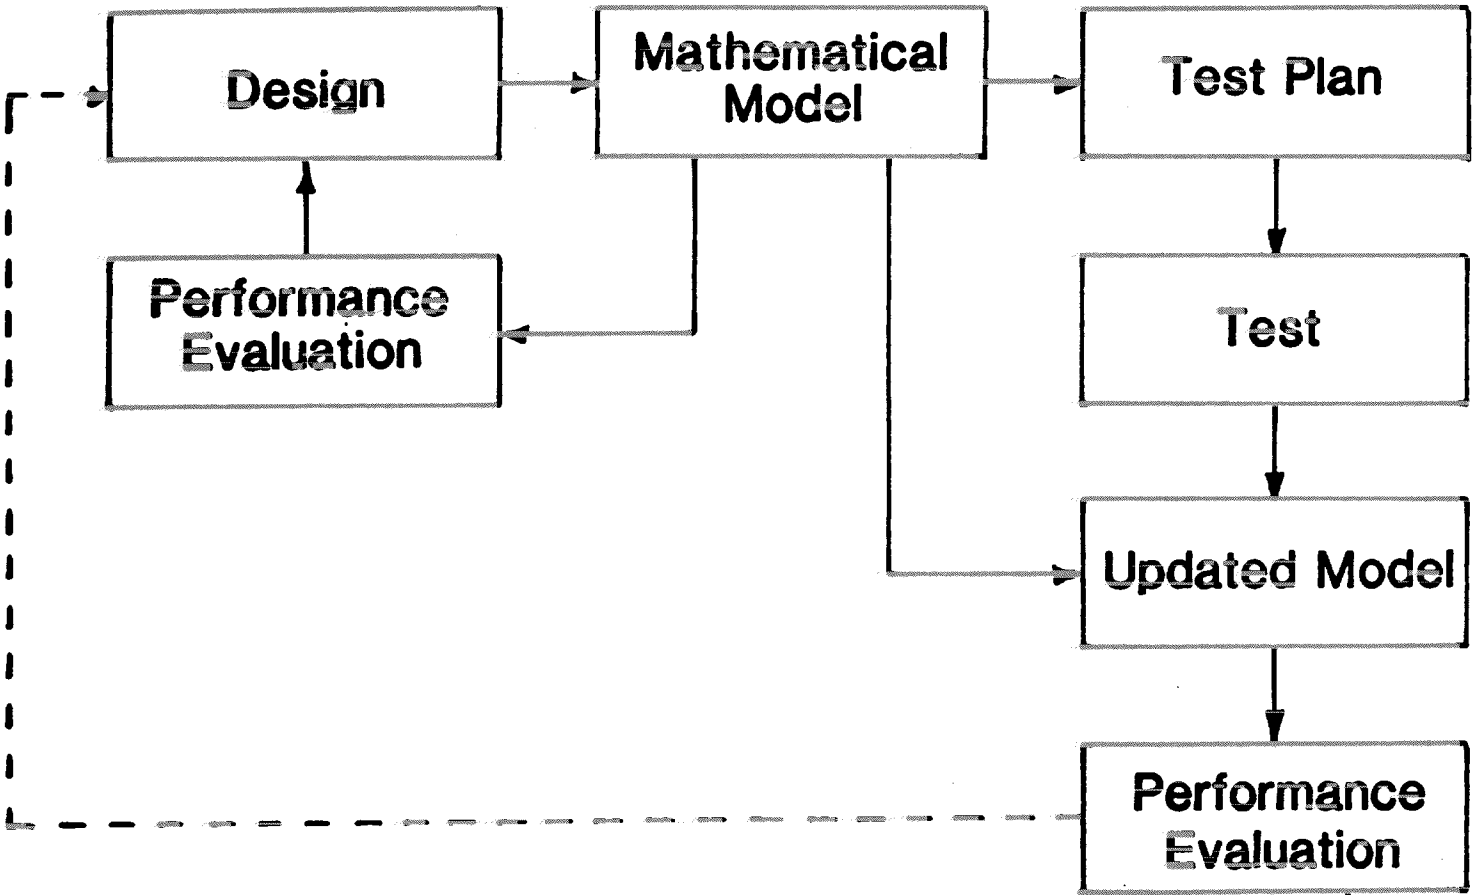 Design
Mathematical
Model
Test Plan
Performance
Evaluation
Test
Updated Model
Performance
Evaluation